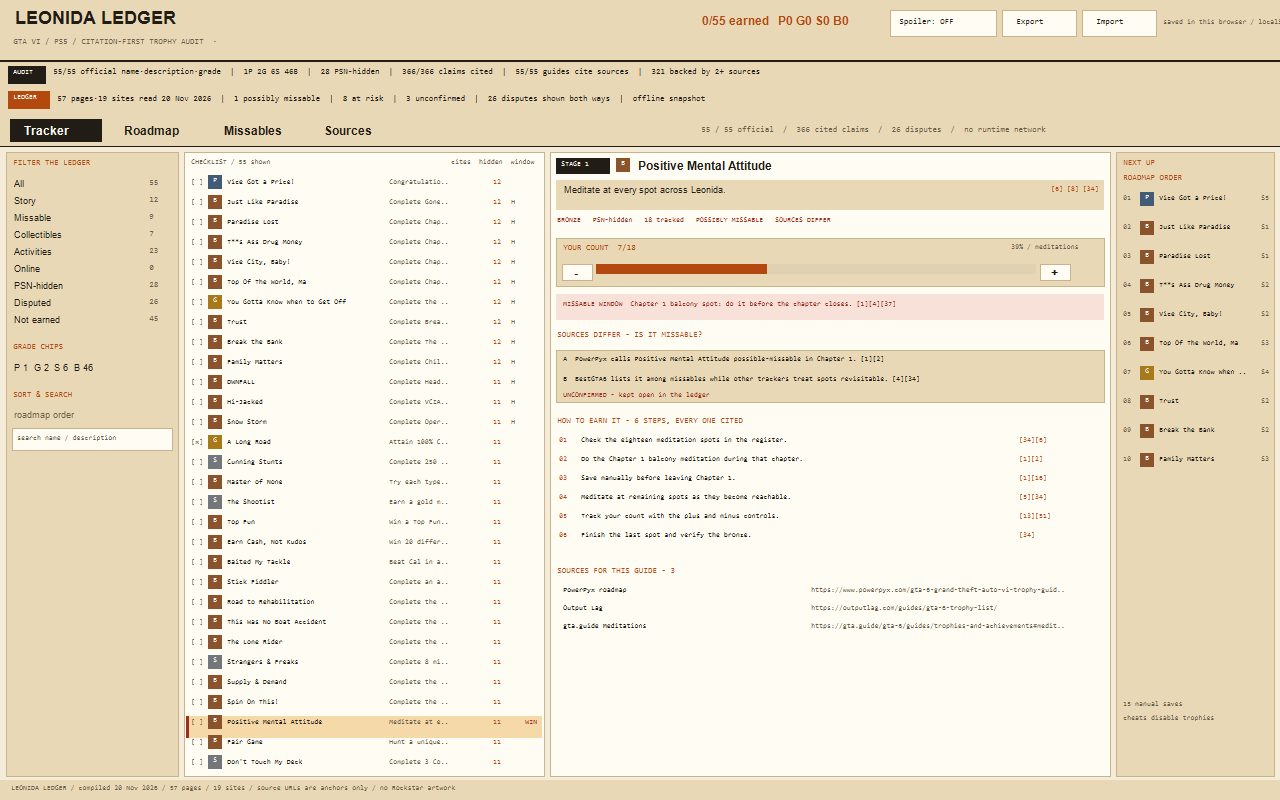 LEONIDA LEDGER
GTA VI / PS5 / CITATION-FIRST TROPHY AUDIT -
0/55 earned P0 G0 S0 B0
Spoiler: OFF
Export
Import
saved in this browser /
AUDIT 55/55 official name-description-grade | 1P 2G 6S 46B | 28 PSN-hidden | 366/366 claims cited | 55/55 guides cite sources | 321 backed by 2+ sources
LEDGER 57 pages·19 sites read 20 Nov 2026 | 1 possibly missable | 8 at risk | 3 unconfirmed | 26 disputes shown both ways | offline snapshot
Tracker Roadmap Missables Sources
55 / 55 official / 366 cited claims / 26 disputes / no runtime network
FILTER THE LEDGER
All 55
Story 12
Missable 9
Collectibles 7
Activities 23
Online 0
PSN-hidden 28
Disputed 26
Not earned 45
GRADE CHIPS
P 1 G 2 S 6 B 46
SORT & SEARCH
roadmap order
search name / description
CHECKLIST / 55 shown cites hidden window
[ ] P Vice Got a Price! Congratulatio.. 12
[ ] B Just Like Paradise Complete Gone.. 12 H
[ ] B Paradise Lost Complete Chap.. 12 H
[ ] B T**s Ass Drug Money Complete Chap.. 12 H
[ ] B Vice City, Baby! Complete Chap.. 12 H
[ ] B Top Of The World, Ma Complete Chap.. 12 H
[ ] G You Gotta Know When to Get Off Complete the .. 12 H
[ ] B Trust Complete Brea.. 12 H
[ ] B Break the Bank Complete The .. 12 H
[ ] B Family Matters Complete Chil.. 12 H
[ ] B DWNFALL Complete Head.. 11 H
[ ] B Hi-Jacked Complete VCIA.. 11 H
[ ] B Snow Storm Complete Oper.. 11 H
[x] G A Long Road Attain 100% C.. 11
[ ] S Cunning Stunts Complete 250 .. 11
[ ] B Master of None Try each type.. 11
[ ] S The Shootist Earn a gold m.. 11
[ ] B Top Fun Win a Top Fun.. 11
[ ] B Earn Cash, Not Kudos Win 20 differ.. 11
[ ] B Baited My Tackle Beat Cal in a.. 11
[ ] B Stick Fiddler Complete an a.. 11
[ ] B Road to Rehabilitation Complete the .. 11
[ ] B This Was No Boat Accident Complete the .. 11
[ ] B The Lone Rider Complete the .. 11
[ ] S Strangers & Freaks Complete 8 mi.. 11
[ ] B Supply & Demand Complete the .. 11
[ ] B Spin On This! Complete the .. 11
[ ] B Positive Mental Attitude Meditate at e.. 11 WIN
[ ] B Fair Game Hunt a unique.. 11
[ ] S Don't Touch My Deck Complete 3 Co.. 11
STAGE 1 B Positive Mental Attitude
Meditate at every spot across Leonida. [6] [8] [34]
BRONZE PSN-hidden 18 tracked POSSIBLY MISSABLE SOURCES DIFFER
YOUR COUNT 7/18 39% / meditations
- +
MISSABLE WINDOW Chapter 1 balcony spot: do it before the chapter closes. [1][4][37]
SOURCES DIFFER - IS IT MISSABLE?
A PowerPyx calls Positive Mental Attitude possible-missable in Chapter 1. [1][2]
B BestGTA6 lists it among missables while other trackers treat spots revisitable. [4][34]
UNCONFIRMED - kept open in the ledger
HOW TO EARN IT - 6 STEPS, EVERY ONE CITED
01 Check the eighteen meditation spots in the register. [34][6]
02 Do the Chapter 1 balcony meditation during that chapter. [1][2]
03 Save manually before leaving Chapter 1. [1][16]
04 Meditate at remaining spots as they become reachable. [5][34]
05 Track your count with the plus and minus controls. [13][51]
06 Finish the last spot and verify the bronze. [34]
SOURCES FOR THIS GUIDE - 3
PowerPyx roadmap https://www.powerpyx.com/gta-6-grand-theft-auto-vi-trophy-guid..
Output Lag https://outputlag.com/guides/gta-6-trophy-list/
gta.guide Meditations https://gta.guide/gta-6/guides/trophies-and-achievements#medit..
NEXT UP
ROADMAP ORDER
01 P Vice Got a Price! S5
02 B Just Like Paradise S1
03 B Paradise Lost S1
04 B T**s Ass Drug Money S2
05 B Vice City, Baby! S2
06 B Top Of The World, Ma S3
07 G You Gotta Know When .. S4
08 B Trust S2
09 B Break the Bank S2
10 B Family Matters S3
15 manual saves
cheats disable trophies
LEONIDA LEDGER / compiled 20 Nov 2026 / 57 pages / 19 sites / source URLs are anchors only / no Rockstar artwork